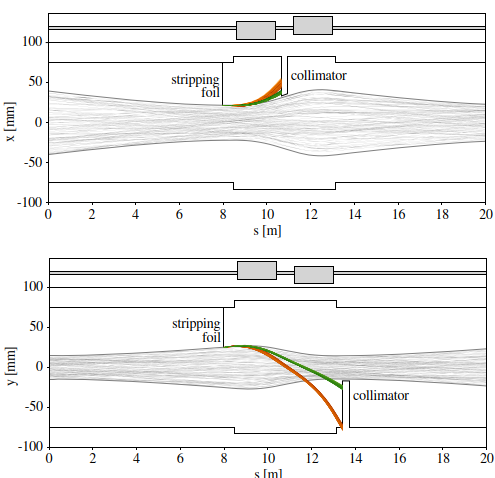 100
stripping
foil
collimator
50
0
-50
-100
x [mm]
0 2 4 6 8 10 12 14 16 18 20
s [m]
100
stripping
foil
50
0
collimator
-50
-100
y [mm]
0 2 4 6 8 10 12 14 16 18 20
s [m]